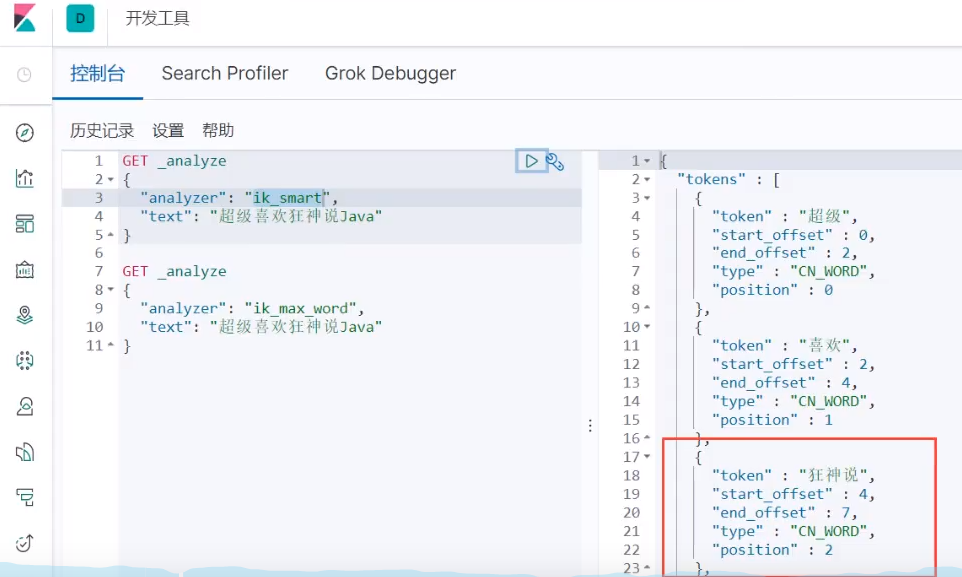 D
开发工具
控制台 Search Profiler Grok Debugger
历史记录 设置 帮助
1 GET _analyze
2 {
3 "analyzer": "ik_smart",
4 "text": "超级喜欢狂神说Java"
5 }
6
7 GET _analyze
8 {
9 "analyzer": "ik_max_word",
10 "text": "超级喜欢狂神说Java"
11 }
1 {
2 "tokens" : [
3 {
4 "token" : "超级",
5 "start_offset" : 0,
6 "end_offset" : 2,
7 "type" : "CN_WORD",
8 "position" : 0
9 },
10 {
11 "token" : "喜欢",
12 "start_offset" : 2,
13 "end_offset" : 4,
14 "type" : "CN_WORD",
15 "position" : 1
16 },
17 {
18 "token" : "狂神说",
19 "start_offset" : 4,
20 "end_offset" : 7,
21 "type" : "CN_WORD",
22 "position" : 2
23 },